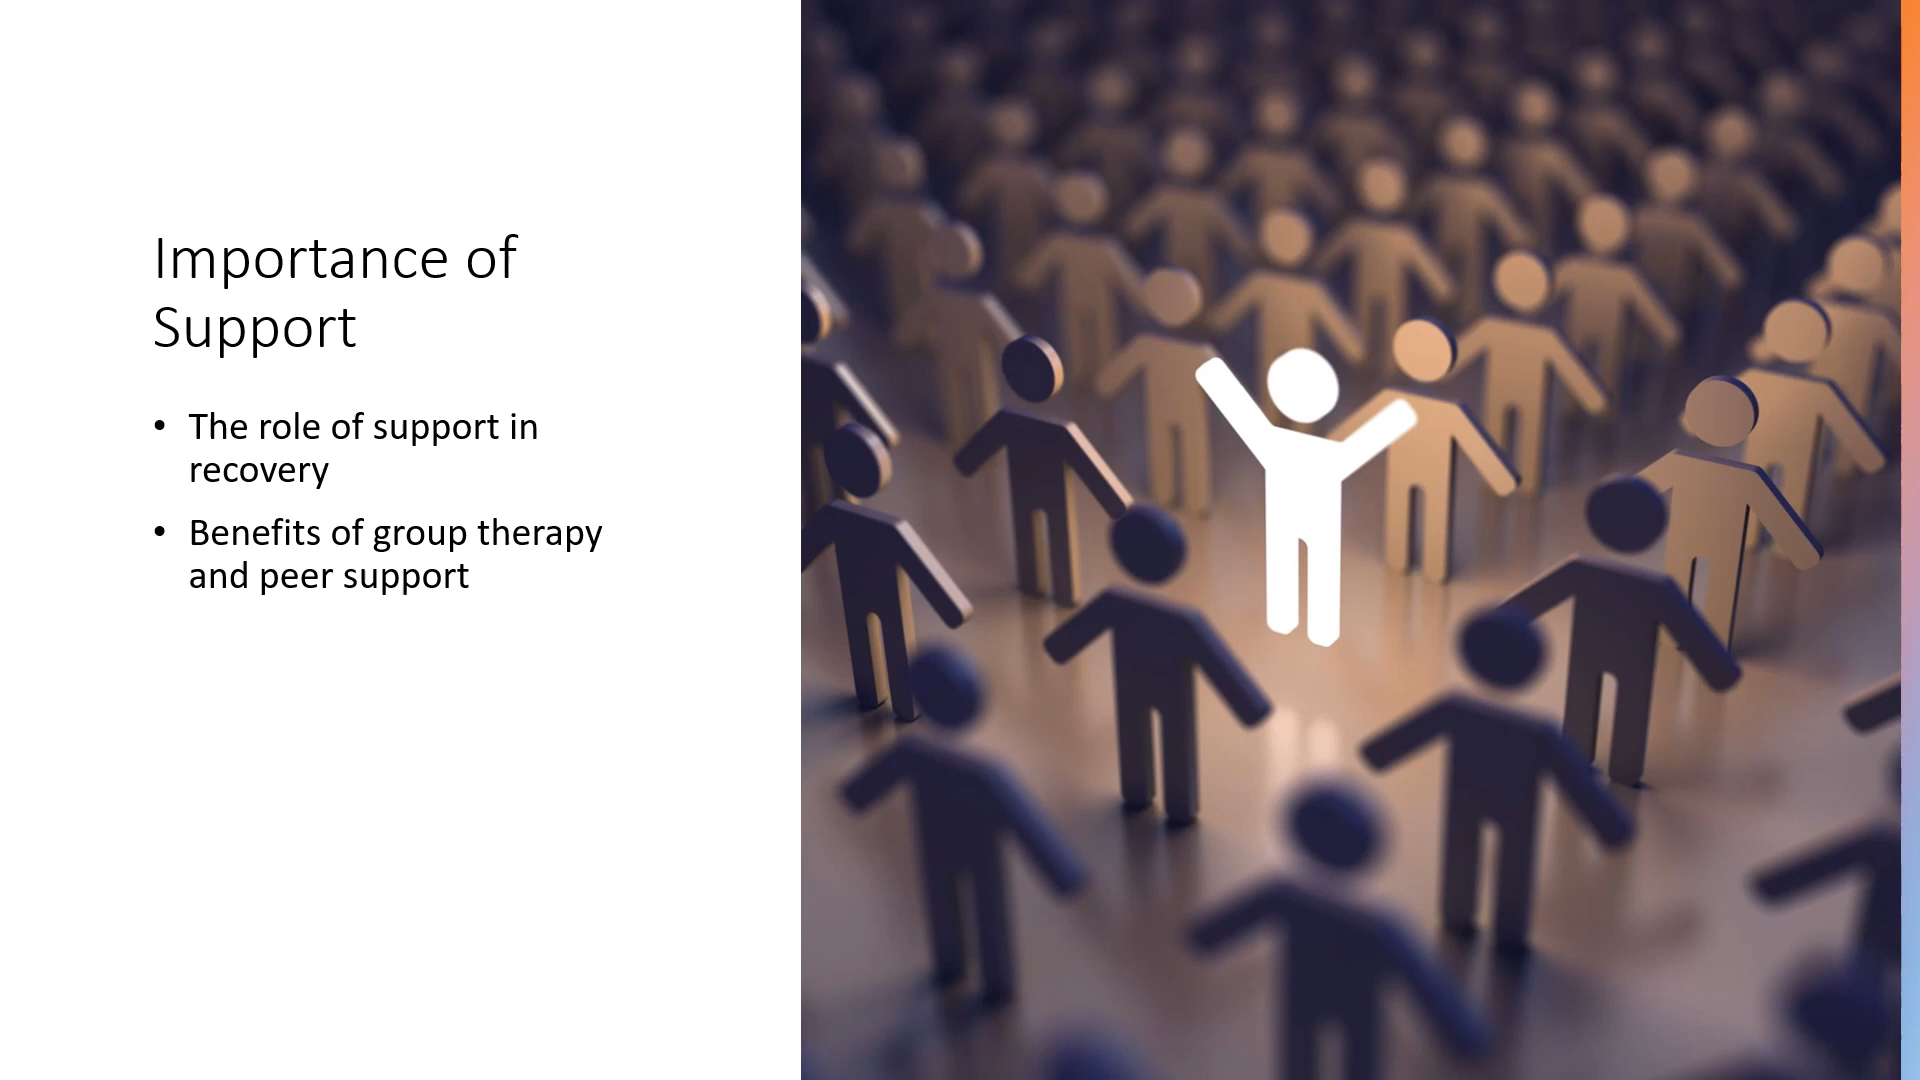 Importance of
Support
• The role of support in
recovery
• Benefits of group therapy
and peer support